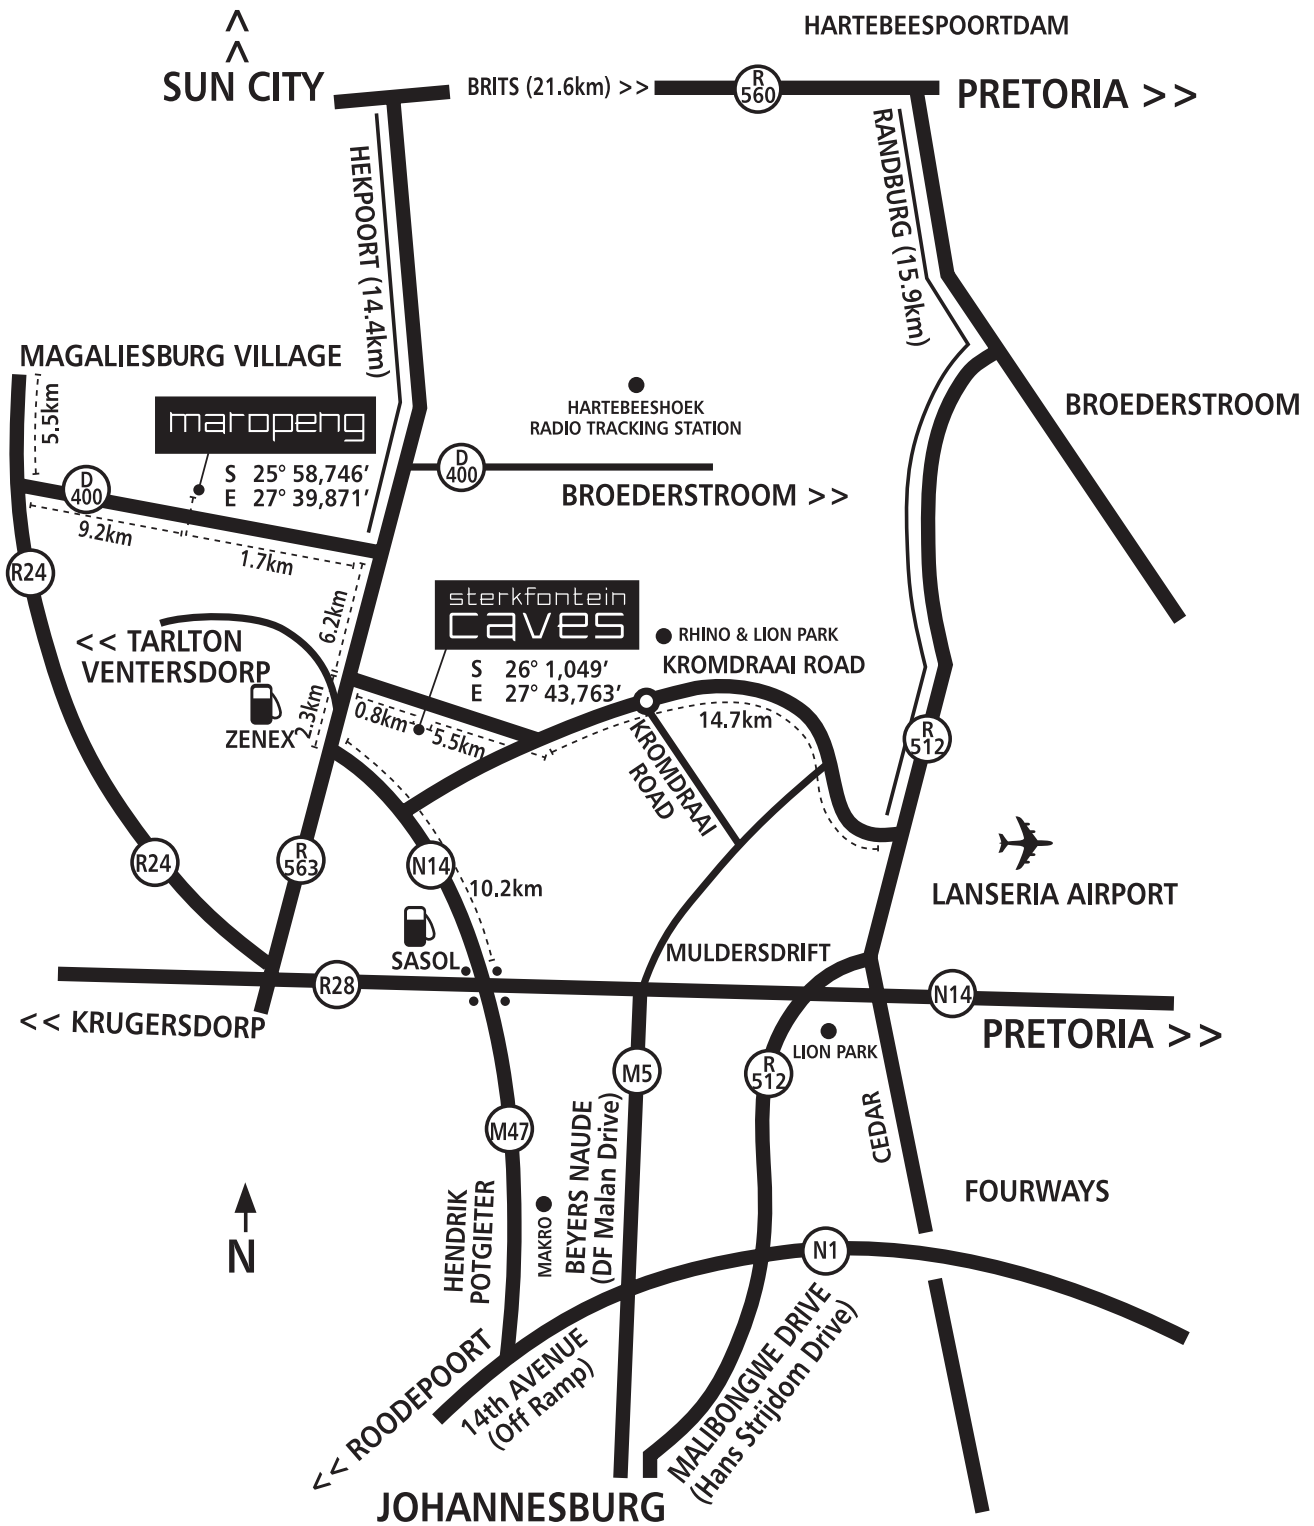 HARTEBEESPOORTDAM
>
>
SUN CITY
BRITS (21.6km) >>
R
560
PRETORIA >>
HEKPOORT (14.4km)
RANDBURG (15.9km)
MAGALIESBURG VILLAGE
5.5km
maropeng
S 25° 58,746’
E 27° 39,871’
HARTEBEESHOEK
RADIO TRACKING STATION
BROEDERSTROOM
D
400
D
400
BROEDERSTROOM >>
9.2km
1.7km
R24
6.2km
sterkfontein
caves
S 26° 1,049’
E 27° 43,763’
RHINO & LION PARK
KROMDRAAI ROAD
<< TARLTON
VENTERSDORP
ZENEX
2.3km
0.8km
5.5km
14.7km
KROMDRAAI
ROAD
R
512
R24
R
563
N14
10.2km
LANSERIA AIRPORT
SASOL
MULDERSDRIFT
R28
N14
<< KRUGERSDORP
PRETORIA >>
LION PARK
M5
R
512
M47
CEDAR
HENDRIK
POTGIETER
MAKRO
BEYERS NAUDE
(DF Malan Drive)
FOURWAYS
N
N1
<< ROODEPOORT
14th AVENUE
(Off Ramp)
MALIBONGWE DRIVE
(Hans Strijdom Drive)
JOHANNESBURG